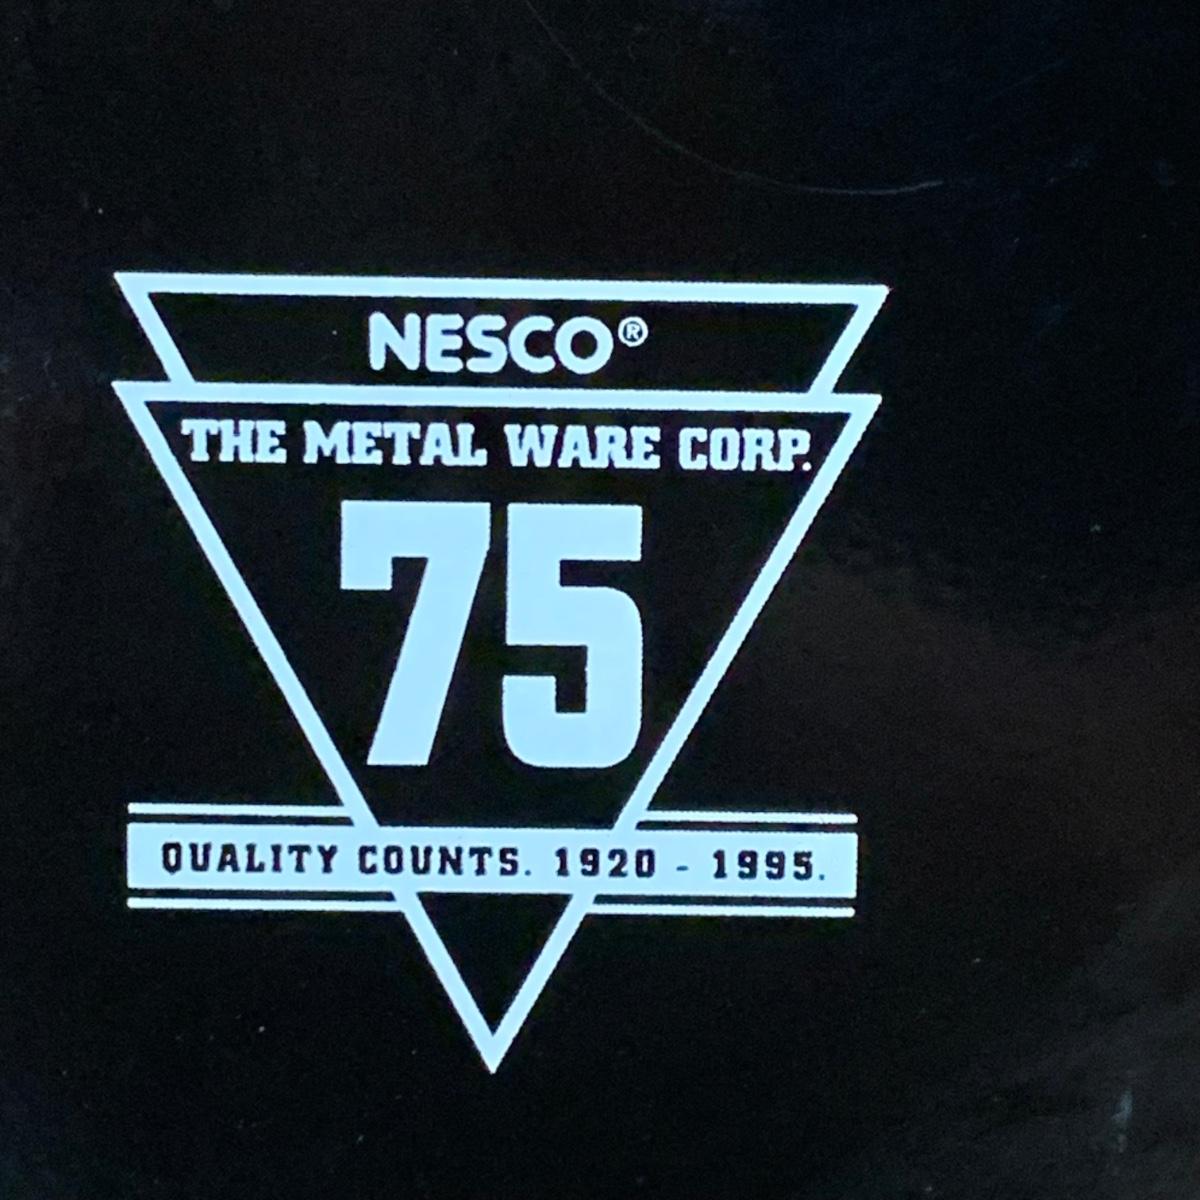 NESCO®
THE METAL WARE CORP.
75
QUALITY COUNTS. 1920 - 1995.